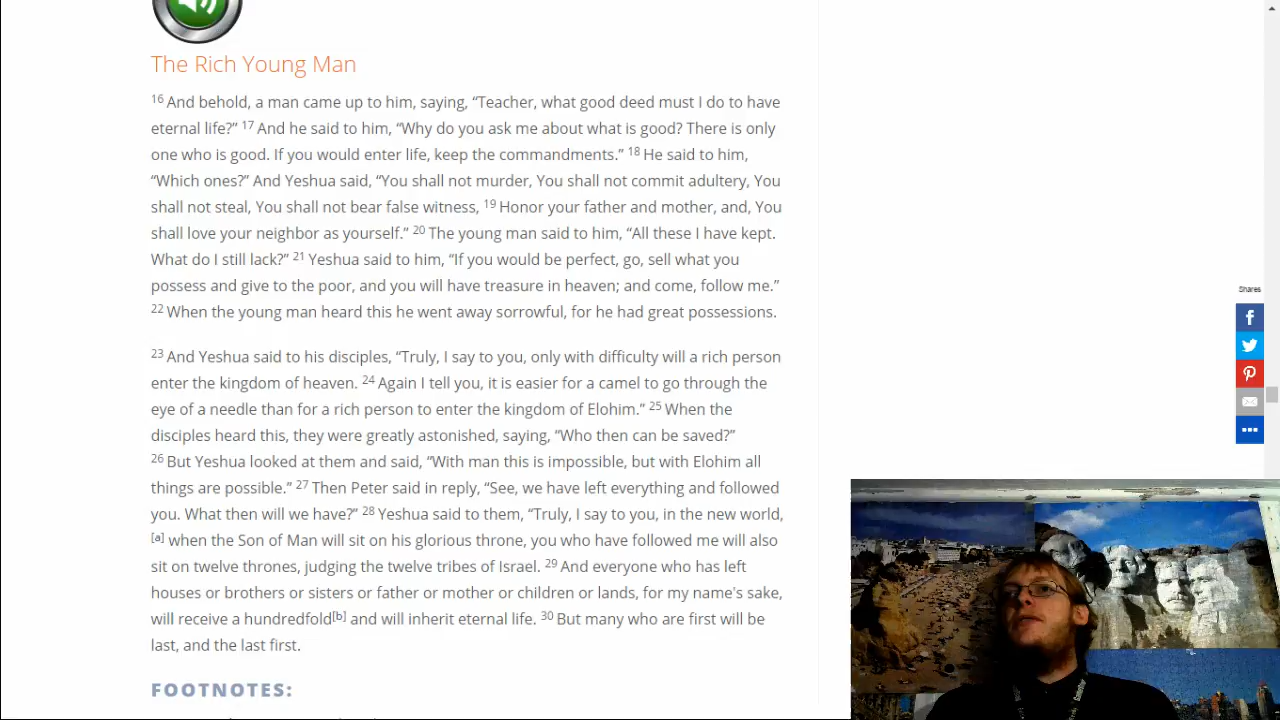 The Rich Young Man
16 And behold, a man came up to him, saying, “Teacher, what good deed must I do to have
eternal life?” 17 And he said to him, “Why do you ask me about what is good? There is only
one who is good. If you would enter life, keep the commandments.” 18 He said to him,
“Which ones?” And Yeshua said, “You shall not murder, You shall not commit adultery, You
shall not steal, You shall not bear false witness, 19 Honor your father and mother, and, You
shall love your neighbor as yourself.” 20 The young man said to him, “All these I have kept.
What do I still lack?” 21 Yeshua said to him, “If you would be perfect, go, sell what you
possess and give to the poor, and you will have treasure in heaven; and come, follow me.”
22 When the young man heard this he went away sorrowful, for he had great possessions.
23 And Yeshua said to his disciples, “Truly, I say to you, only with difficulty will a rich person
enter the kingdom of heaven. 24 Again I tell you, it is easier for a camel to go through the
eye of a needle than for a rich person to enter the kingdom of Elohim.” 25 When the
disciples heard this, they were greatly astonished, saying, “Who then can be saved?”
26 But Yeshua looked at them and said, “With man this is impossible, but with Elohim all
things are possible.” 27 Then Peter said in reply, “See, we have left everything and followed
you. What then will we have?” 28 Yeshua said to them, “Truly, I say to you, in the new world,
[a] when the Son of Man will sit on his glorious throne, you who have followed me will also
sit on twelve thrones, judging the twelve tribes of Israel. 29 And everyone who has left
houses or brothers or sisters or father or mother or children or lands, for my name's sake,
will receive a hundredfold[b] and will inherit eternal life. 30 But many who are first will be
last, and the last first.
FOOTNOTES:
Shares